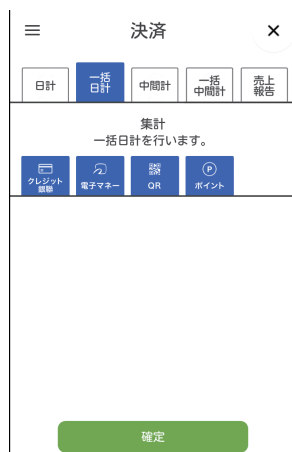 決済
日計
一括
日計
中間計
一括
中間計
売上
報告
集計
一括日計を行います。
クレジット
銀聯
電子マネー
QR
P
ポイント
確定